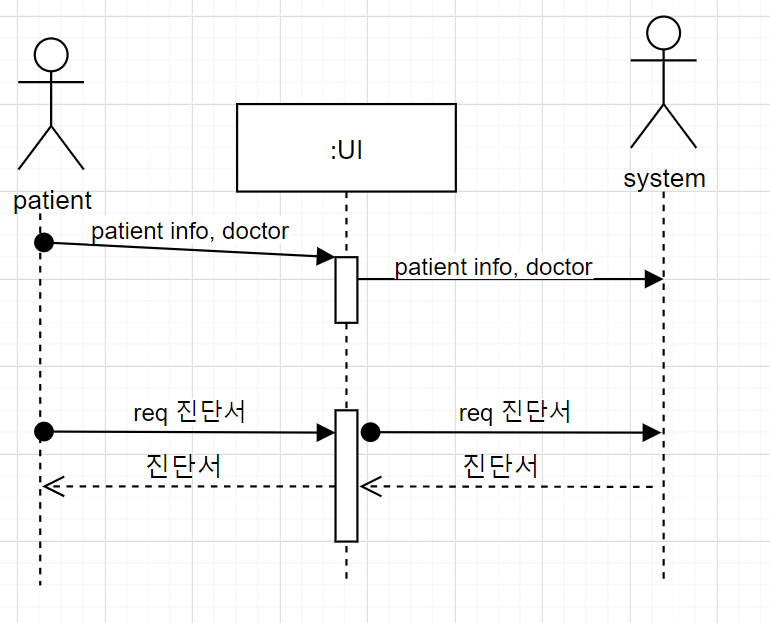 :UI
system
patient
patient info, doctor
patient info, doctor
req 진단서
req 진단서
진단서
진단서